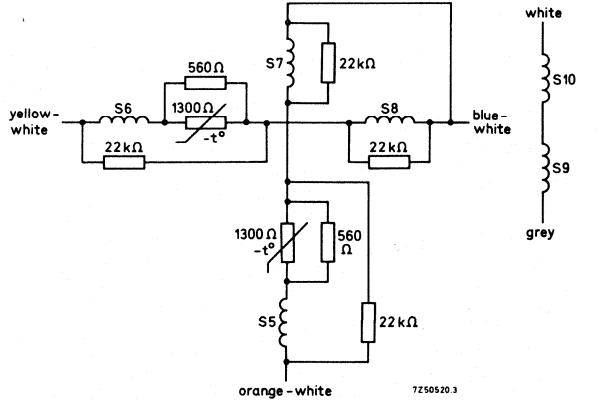 white
S7
22kΩ
S10
560Ω
S6
1300Ω
-t°
S8
yellow-
white
blue-
white
22kΩ
22kΩ
S9
grey
1300Ω
-t°
560
Ω
S5
22kΩ
orange-white
7Z50520.3